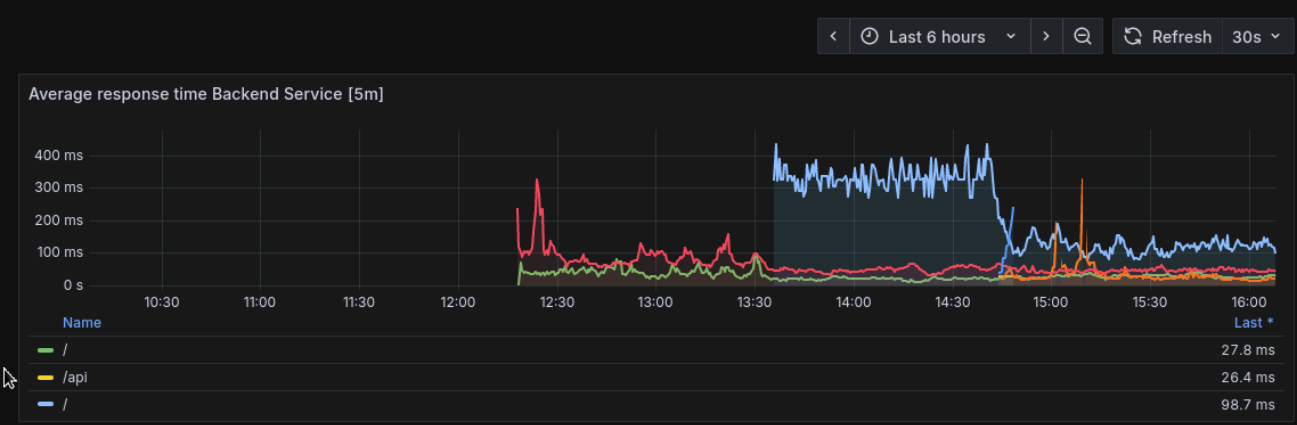 Last 6 hours Refresh 30s
Average response time Backend Service [5m]
400 ms
300 ms
200 ms
100 ms
0 s
10:30 11:00 11:30 12:00 12:30 13:00 13:30 14:00 14:30 15:00 15:30 16:00
Name Last *
/ 27.8 ms
/api 26.4 ms
/ 98.7 ms